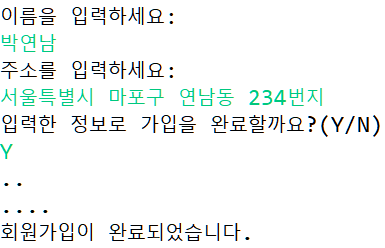 이름을 입력하세요:
박연남
주소를 입력하세요:
서울특별시 마포구 연남동 234번지
입력한 정보로 가입을 완료할까요?(Y/N)
Y
..
....
회원가입이 완료되었습니다.